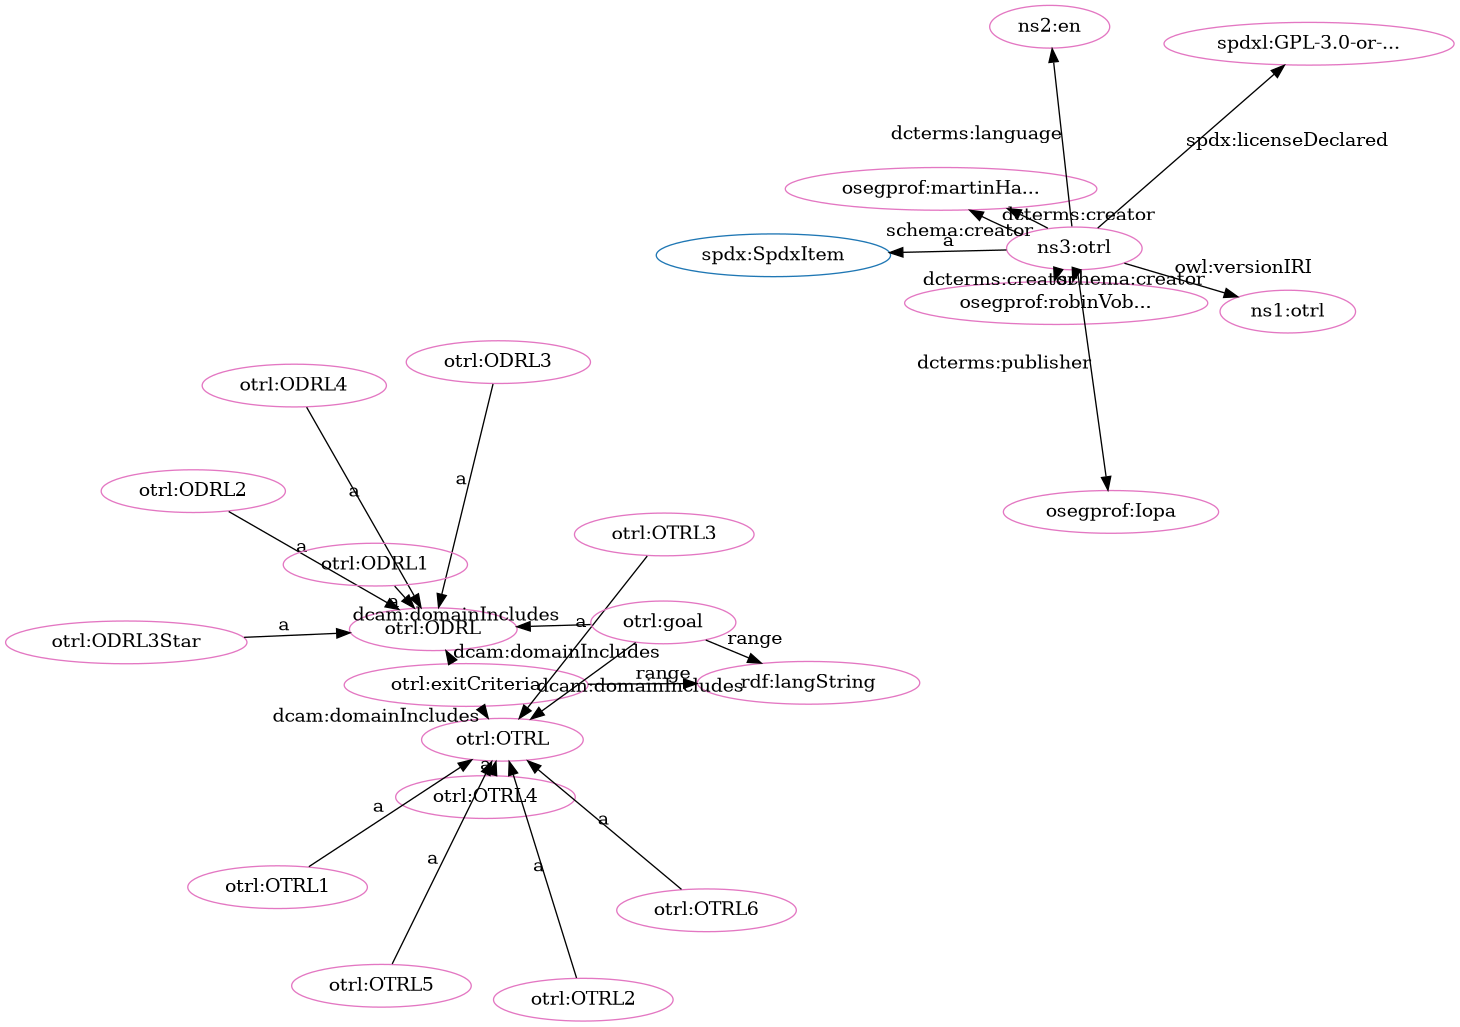 ns2:en
spdxl:GPL-3.0-or-...
dcterms:language
spdx:licenseDeclared
osegprof:martinHa...
dcterms:creator
schema:creator
a
ns3:otrl
spdx:SpdxItem
owl:versionIRI
dcterms:creator
schema:creator
osegprof:robinVob...
ns1:otrl
dcterms:publisher
otrl:ODRL3
otrl:ODRL4
a
a
otrl:ODRL2
osegprof:Iopa
otrl:OTRL3
a
otrl:ODRL1
a
dcam:domainIncludes
otrl:goal
a
otrl:ODRL
a
otrl:ODRL3Star
range
dcam:domainIncludes
range
otrl:exitCriteria
dcam:domainIncludes
rdf:langString
dcam:domainIncludes
otrl:OTRL
a
otrl:OTRL4
a
a
a
a
otrl:OTRL1
otrl:OTRL6
otrl:OTRL5
otrl:OTRL2